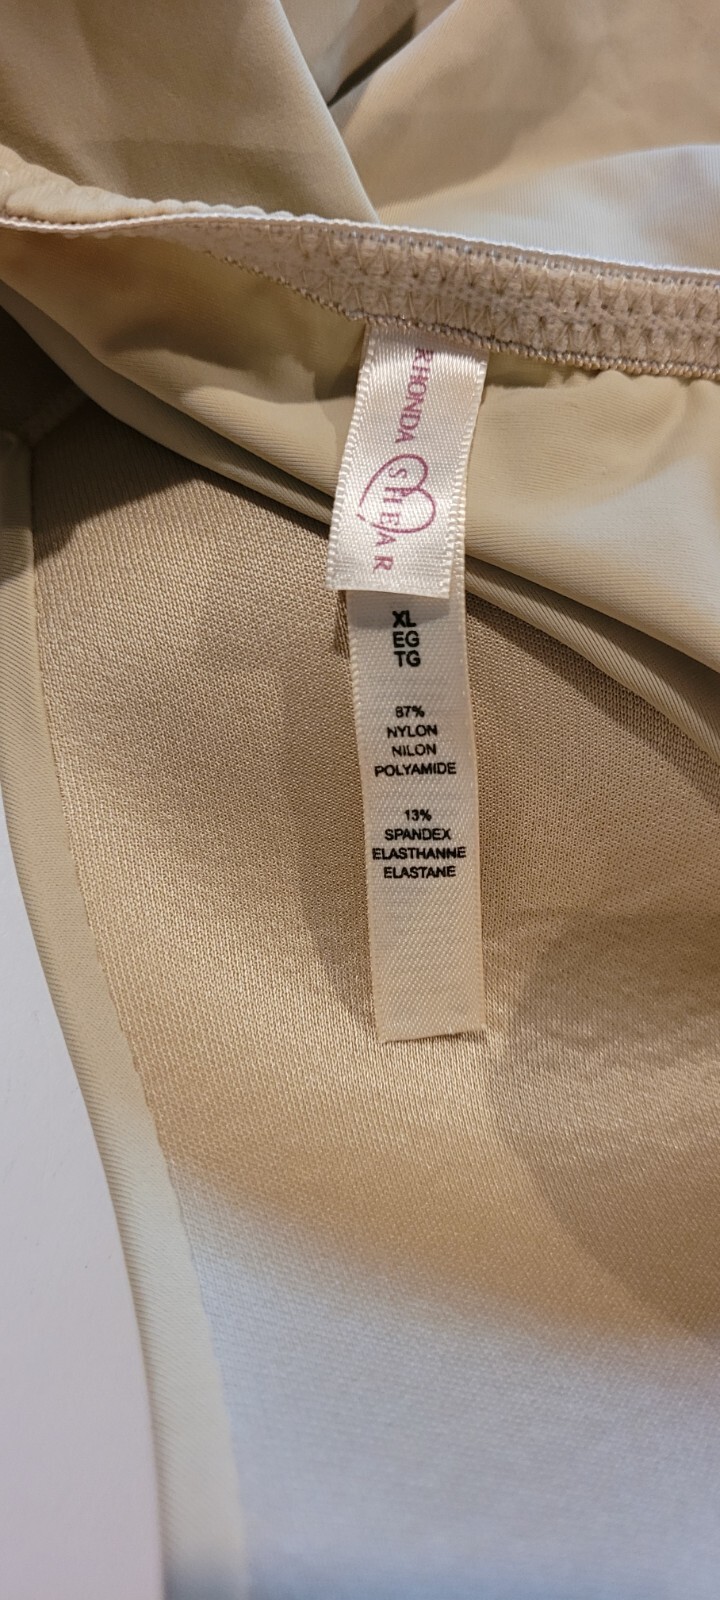 RHONDA SHEAR
XL
EG
TG
87%
NYLON
NILON
POLYAMIDE
13%
SPANDEX
ELASTHANNE
ELASTANE